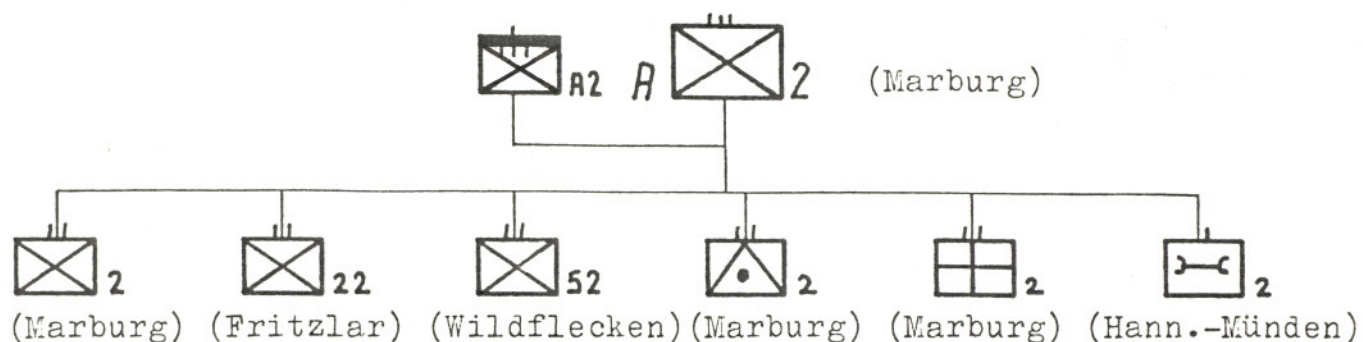 A2 A 2 (Marburg)
2 22 52 2 2 2
(Marburg) (Fritzlar) (Wildflecken) (Marburg) (Marburg) (Hann.-Münden)